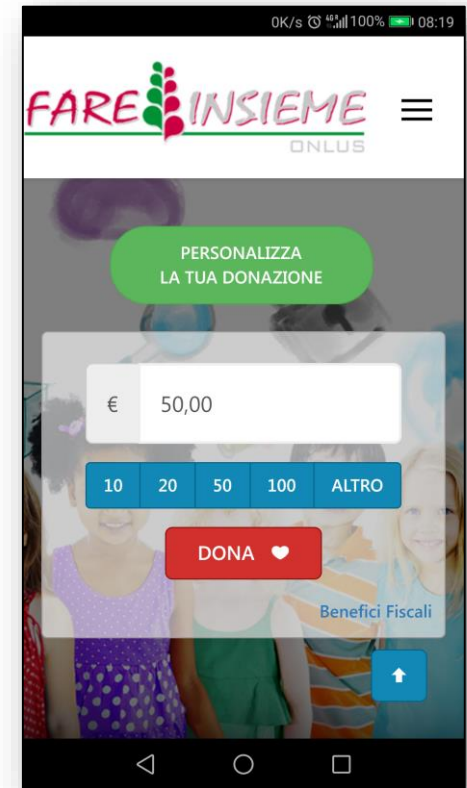 0K/s 4G 100% 08:19
FARE INSIEME
ONLUS
PERSONALIZZA
LA TUA DONAZIONE
€ 50,00
10 20 50 100 ALTRO
DONA
Benefici Fiscali